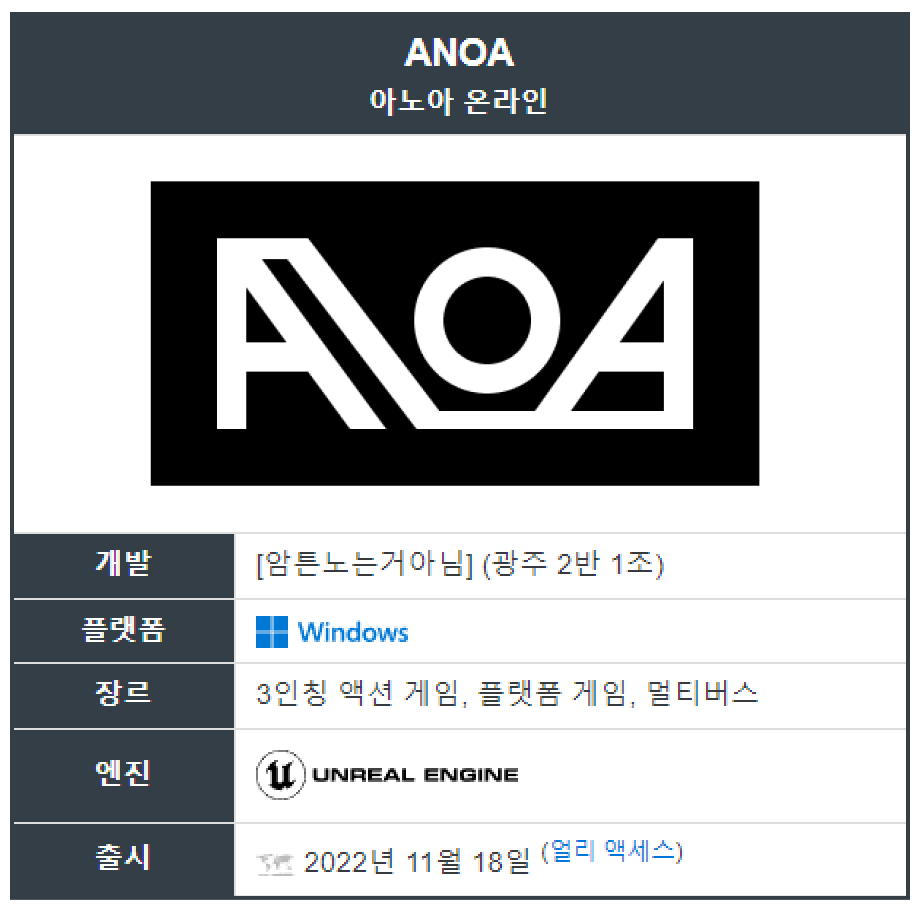 ANOA
아노아 온라인
ANOA
개발 [암튼노는거아님] (광주 2반 1조)
플랫폼 Windows
장르 3인칭 액션 게임, 플랫폼 게임, 멀티버스
엔진 UNREAL ENGINE
출시 2022년 11월 18일 (얼리 액세스)